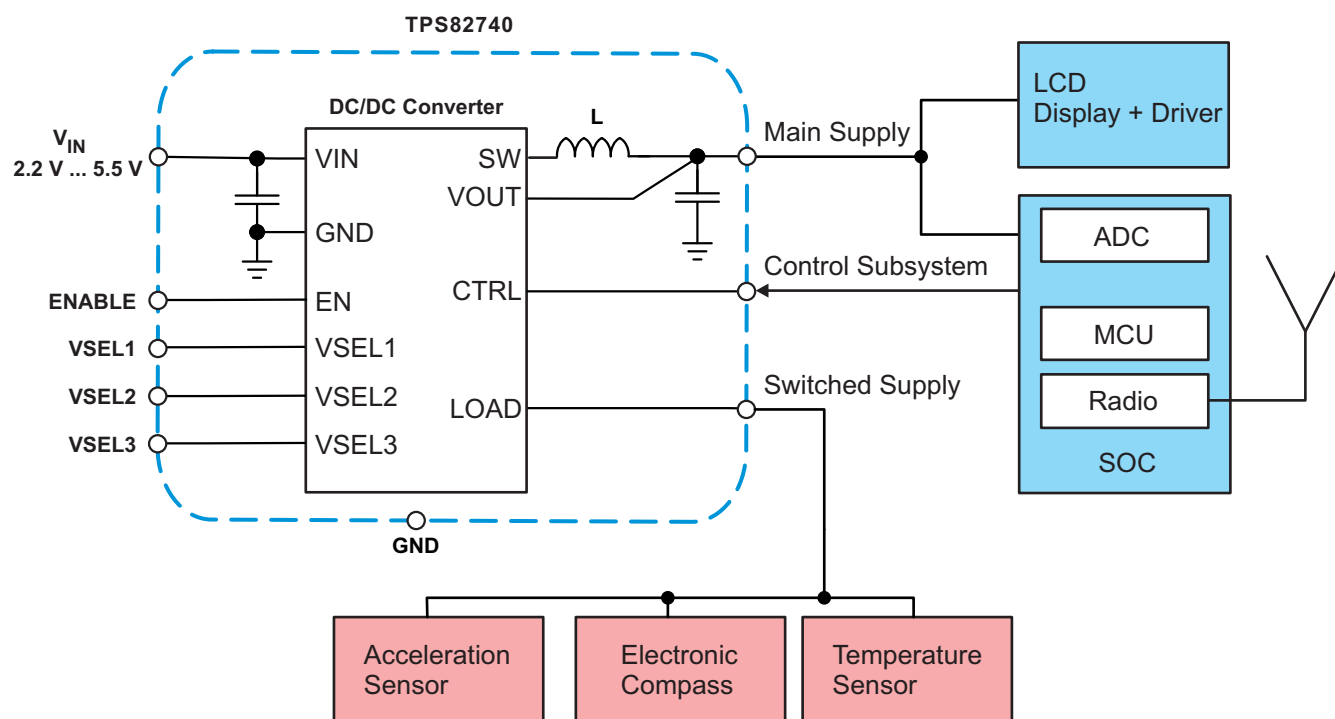 TPS82740
DC/DC Converter
L
V_IN
2.2 V ... 5.5 V
VIN
SW
VOUT
GND
ENABLE
EN
CTRL
VSEL1
VSEL1
VSEL2
VSEL2
LOAD
VSEL3
VSEL3
GND
Main Supply
Control Subsystem
Switched Supply
LCD
Display + Driver
ADC
MCU
Radio
SOC
Acceleration
Sensor
Electronic
Compass
Temperature
Sensor